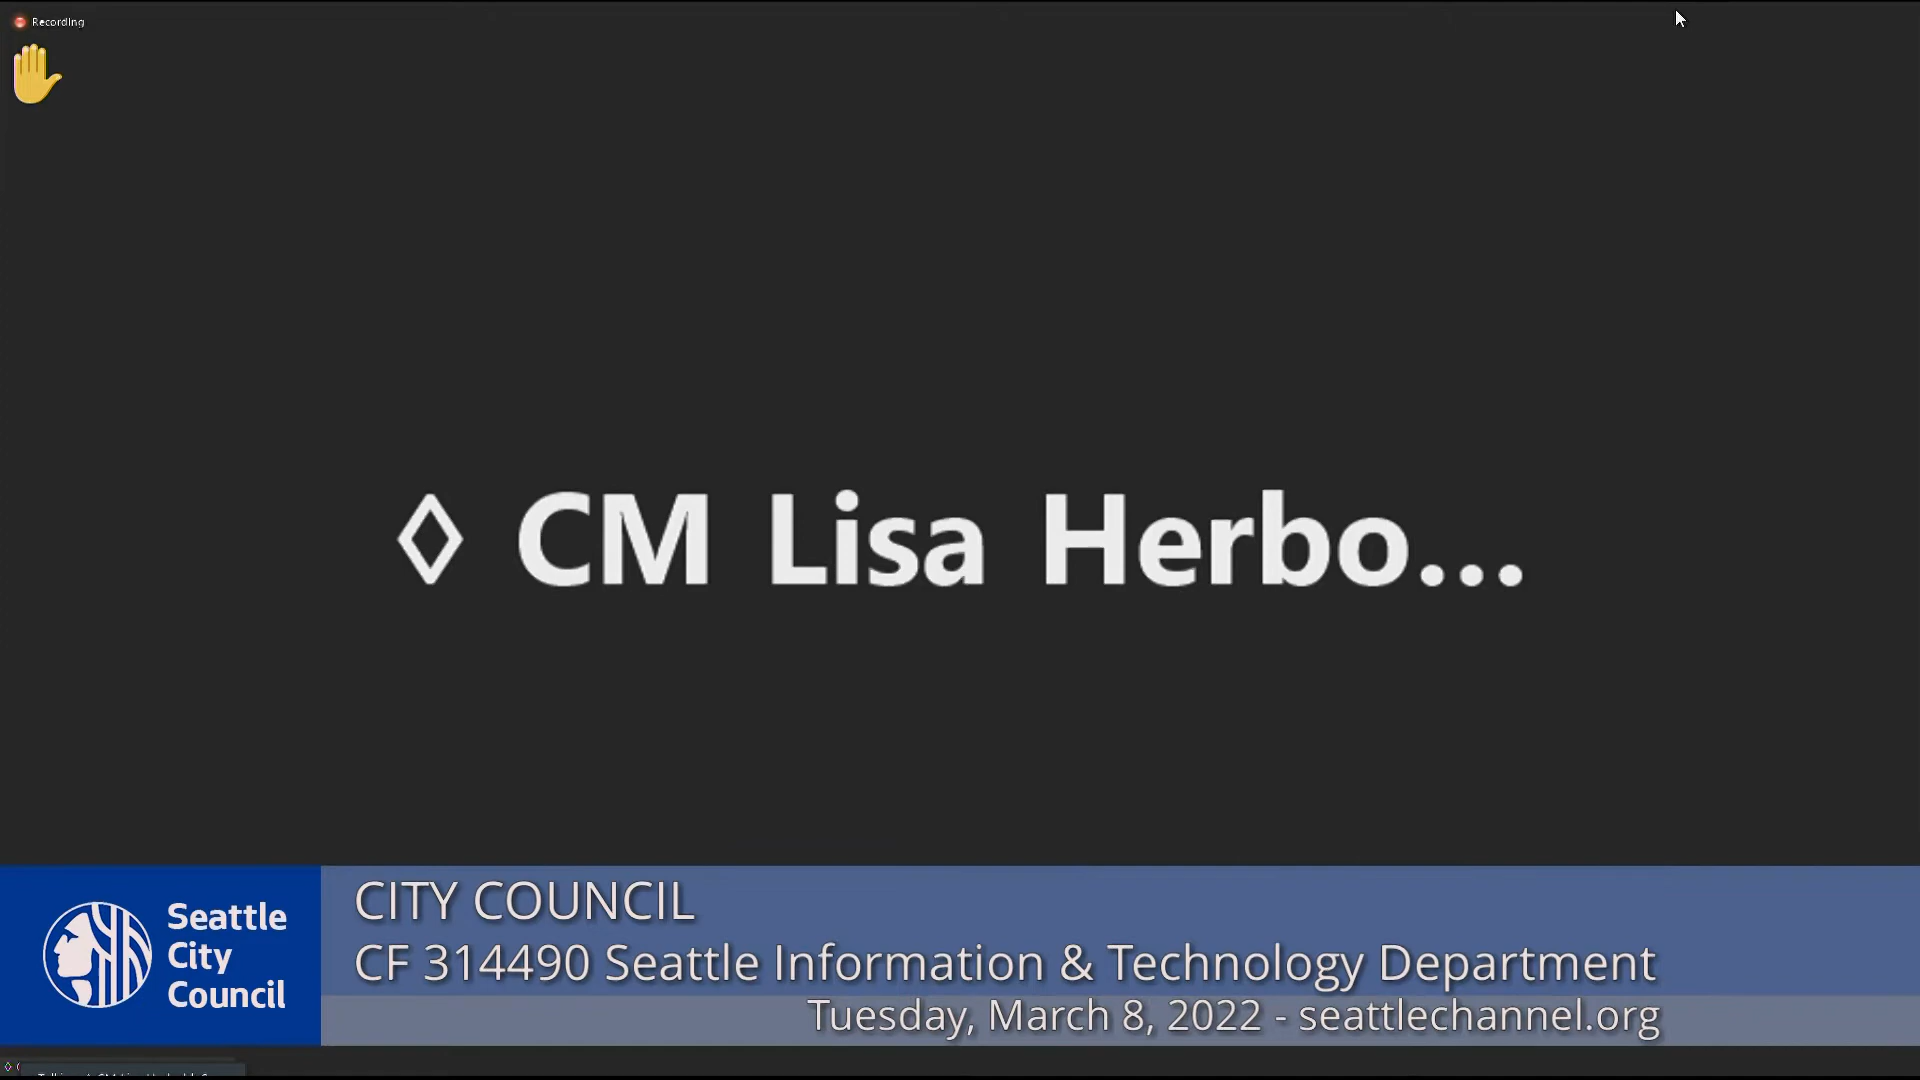 Recording
◊ CM Lisa Herbo...
Seattle
City
Council
CITY COUNCIL
CF 314490 Seattle Information & Technology Department
Tuesday, March 8, 2022 - seattlechannel.org